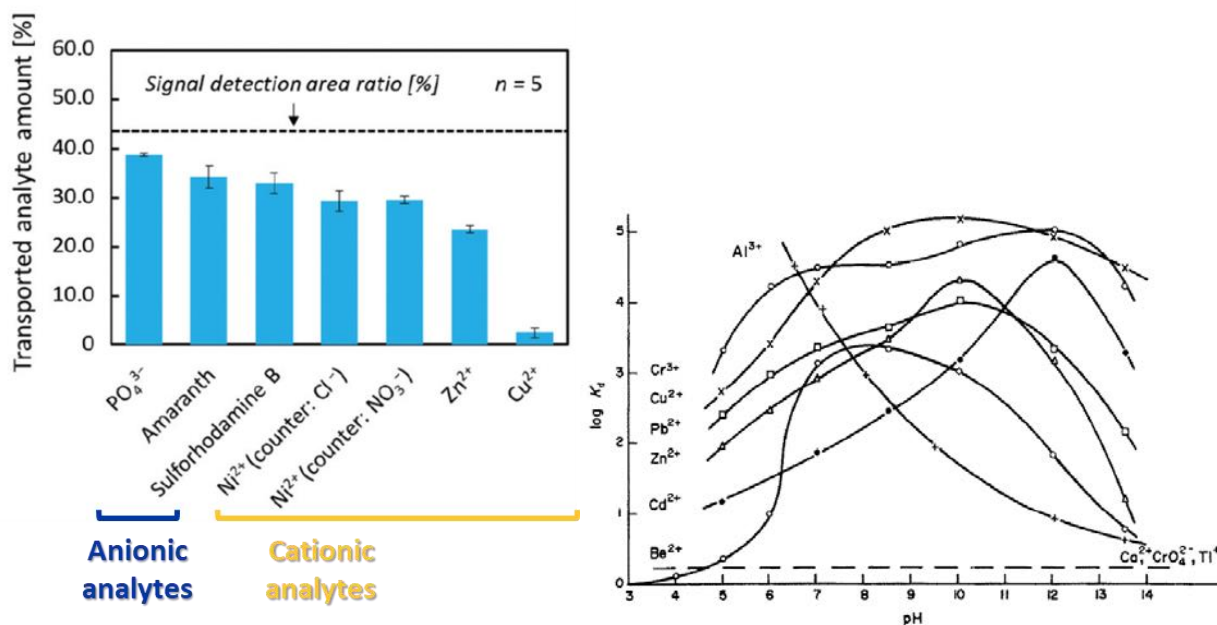 Transported analyte amount [%]
60.0
50.0
40.0
30.0
20.0
10.0
0
Signal detection area ratio [%]
n = 5
PO₄³⁻
Amaranth
Sulforhodamine B
Ni²⁺ (counter: Cl⁻)
Ni²⁺ (counter: NO₃⁻)
Zn²⁺
Cu²⁺
Anionic
analytes
Cationic
analytes
log K_d
5
4
3
2
1
0
Al³⁺
Cr³⁺
Cu²⁺
Pb²⁺
Zn²⁺
Cd²⁺
Be²⁺
Ca²⁺, CrO₄²⁻, Tl⁺
3 4 5 6 7 8 9 10 11 12 13 14
pH